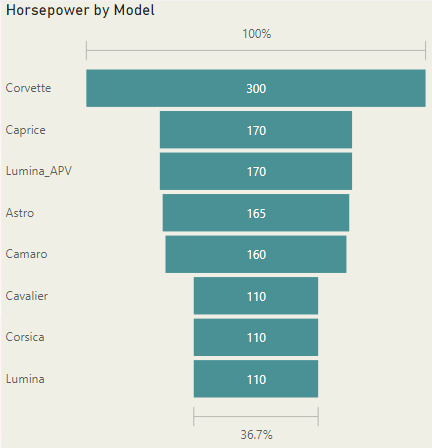 Horsepower by Model
100%
Corvette 300
Caprice 170
Lumina_APV 170
Astro 165
Camaro 160
Cavalier 110
Corsica 110
Lumina 110
36.7%